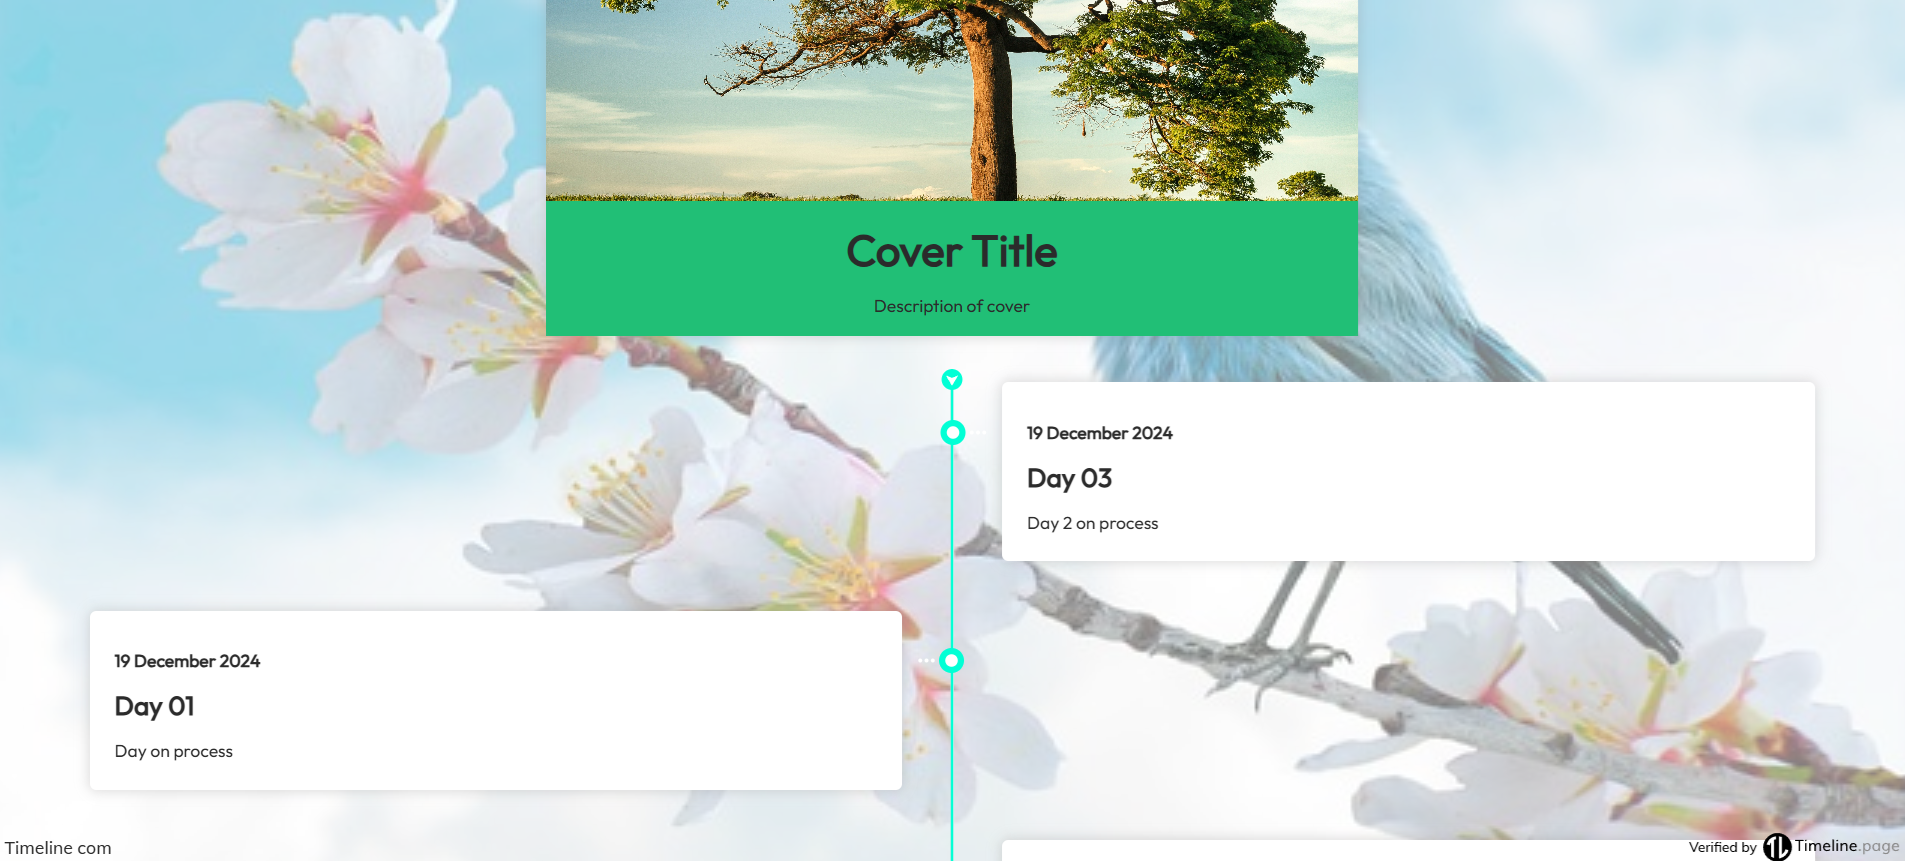 Cover Title
Description of cover
19 December 2024
Day 03
Day 2 on process
19 December 2024
Day 01
Day on process
Timeline com
Verified by TL Timeline.page